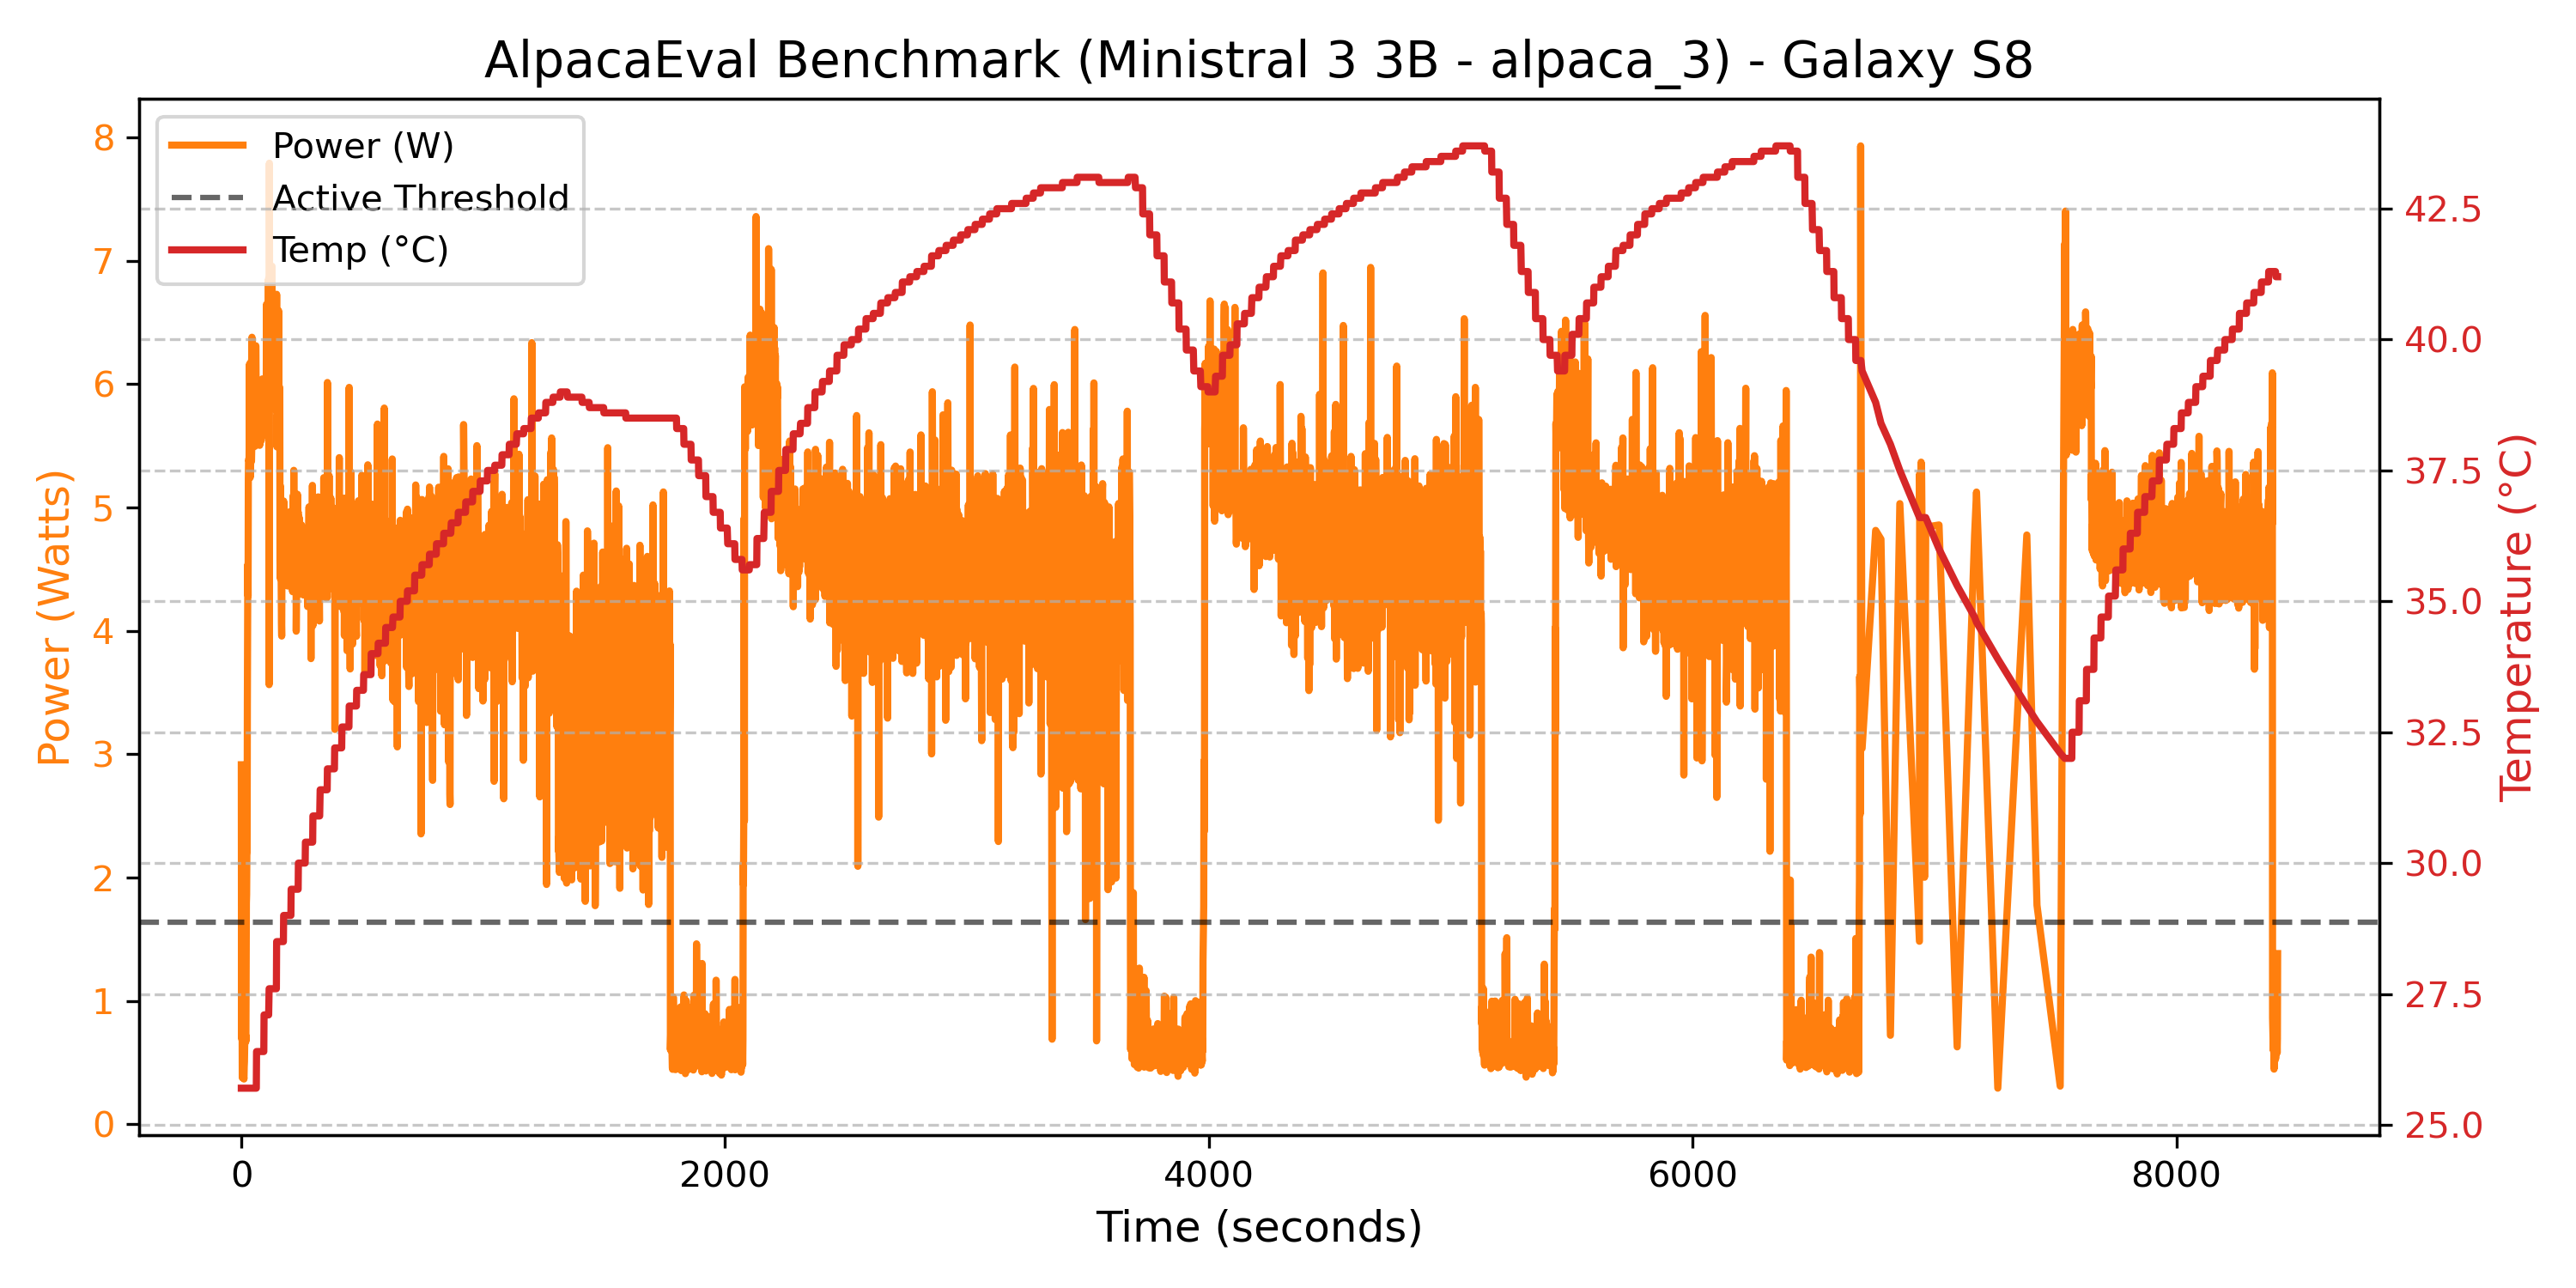 AlpacaEval Benchmark (Ministral 3 3B - alpaca_3) - Galaxy S8
Power (W)
Active Threshold
Temp (°C)
Power (Watts)
8
7
6
5
4
3
2
1
0
42.5
40.0
37.5
35.0
32.5
30.0
27.5
25.0
Temperature (°C)
0 2000 4000 6000 8000
Time (seconds)